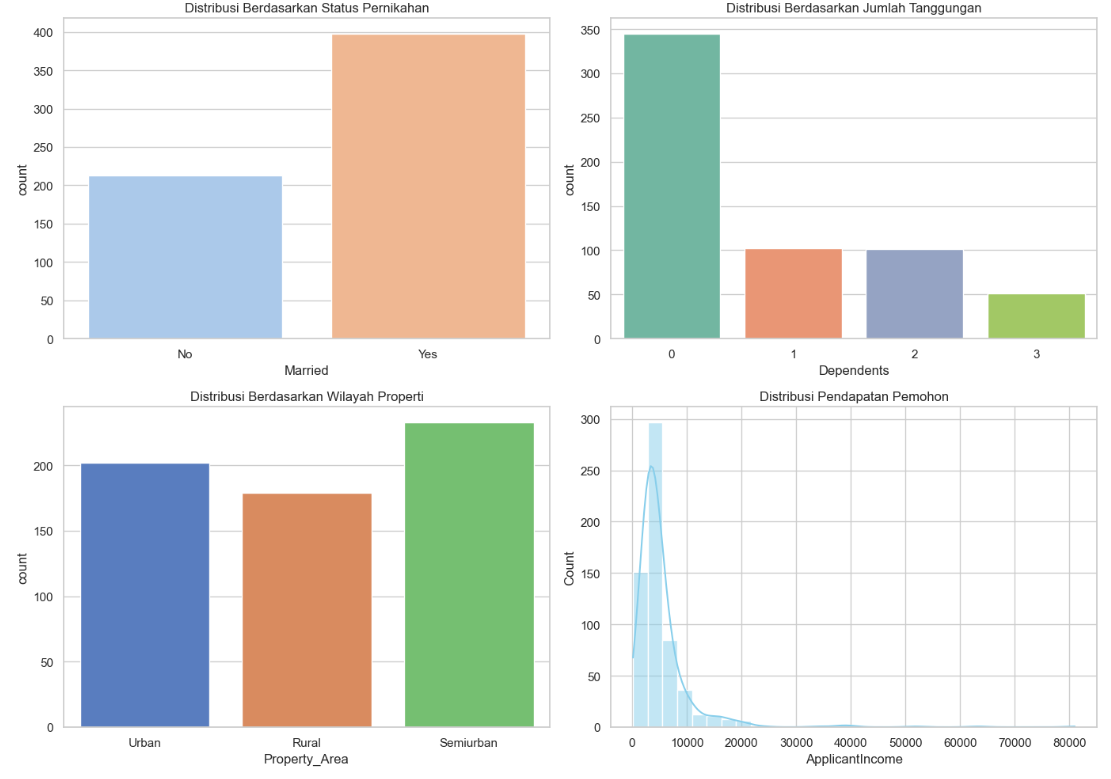 Distribusi Berdasarkan Status Pernikahan
400
350
300
250
200
150
100
50
0
count
No
Yes
Married
Distribusi Berdasarkan Jumlah Tanggungan
350
300
250
200
150
100
50
0
count
0
1
2
3
Dependents
Distribusi Berdasarkan Wilayah Properti
200
150
100
50
0
count
Urban
Rural
Semiurban
Property_Area
Distribusi Pendapatan Pemohon
300
250
200
150
100
50
0
Count
0
10000
20000
30000
40000
50000
60000
70000
80000
ApplicantIncome